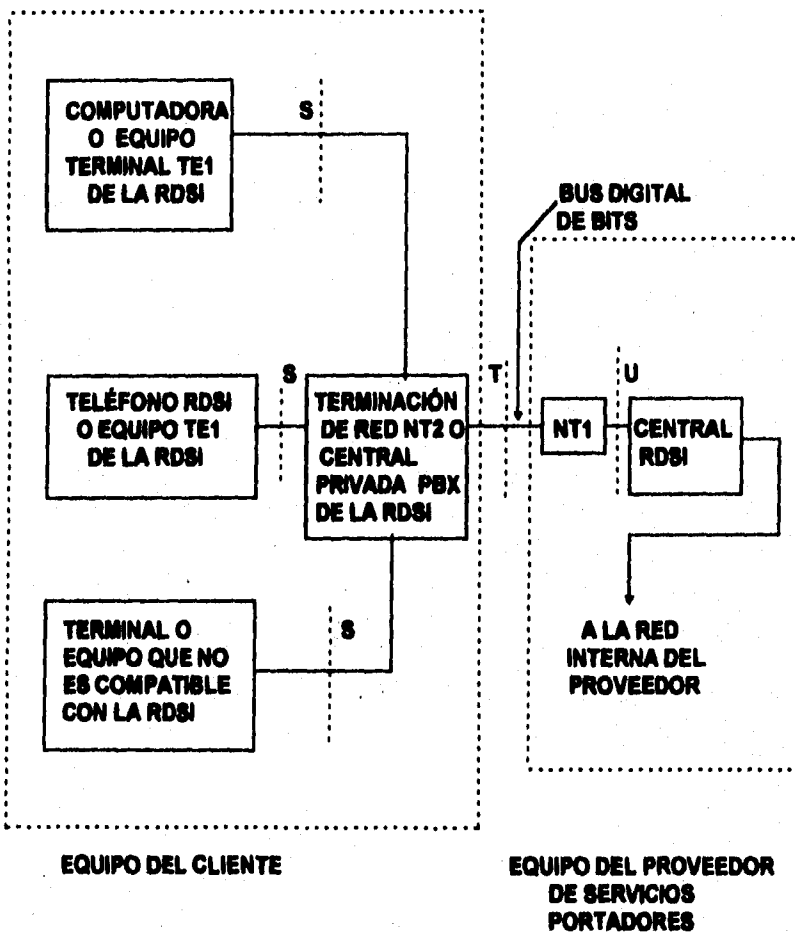 COMPUTADORA
O EQUIPO
TERMINAL TE1
DE LA RDSI
S
BUS DIGITAL
DE BITS
TELÉFONO RDSI
O EQUIPO TE1
DE LA RDSI
S
TERMINACIÓN
DE RED NT2 O
CENTRAL
PRIVADA PBX
DE LA RDSI
T
NT1
U
CENTRAL
RDSI
TERMINAL O
EQUIPO QUE NO
ES COMPATIBLE
CON LA RDSI
S
A LA RED
INTERNA DEL
PROVEEDOR
EQUIPO DEL CLIENTE
EQUIPO DEL PROVEEDOR
DE SERVICIOS
PORTADORES